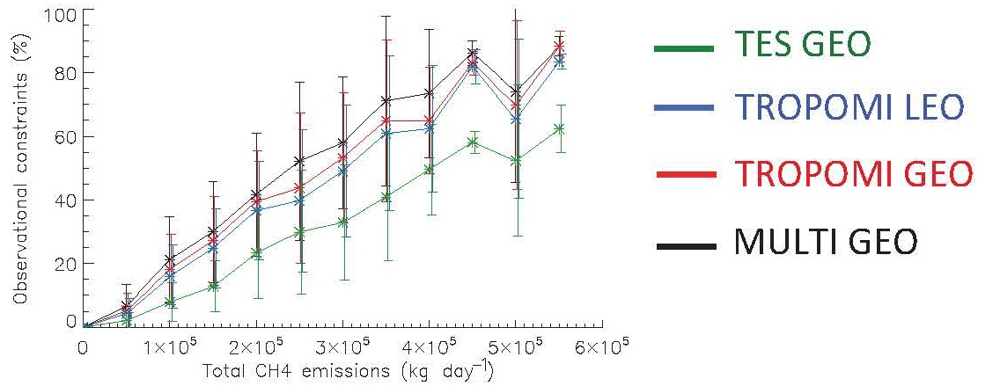 Observational constraints (%)
100
80
60
40
20
0
0 1×10⁵ 2×10⁵ 3×10⁵ 4×10⁵ 5×10⁵ 6×10⁵
Total CH4 emissions (kg day⁻¹)
TES GEO
TROPOMI LEO
TROPOMI GEO
MULTI GEO